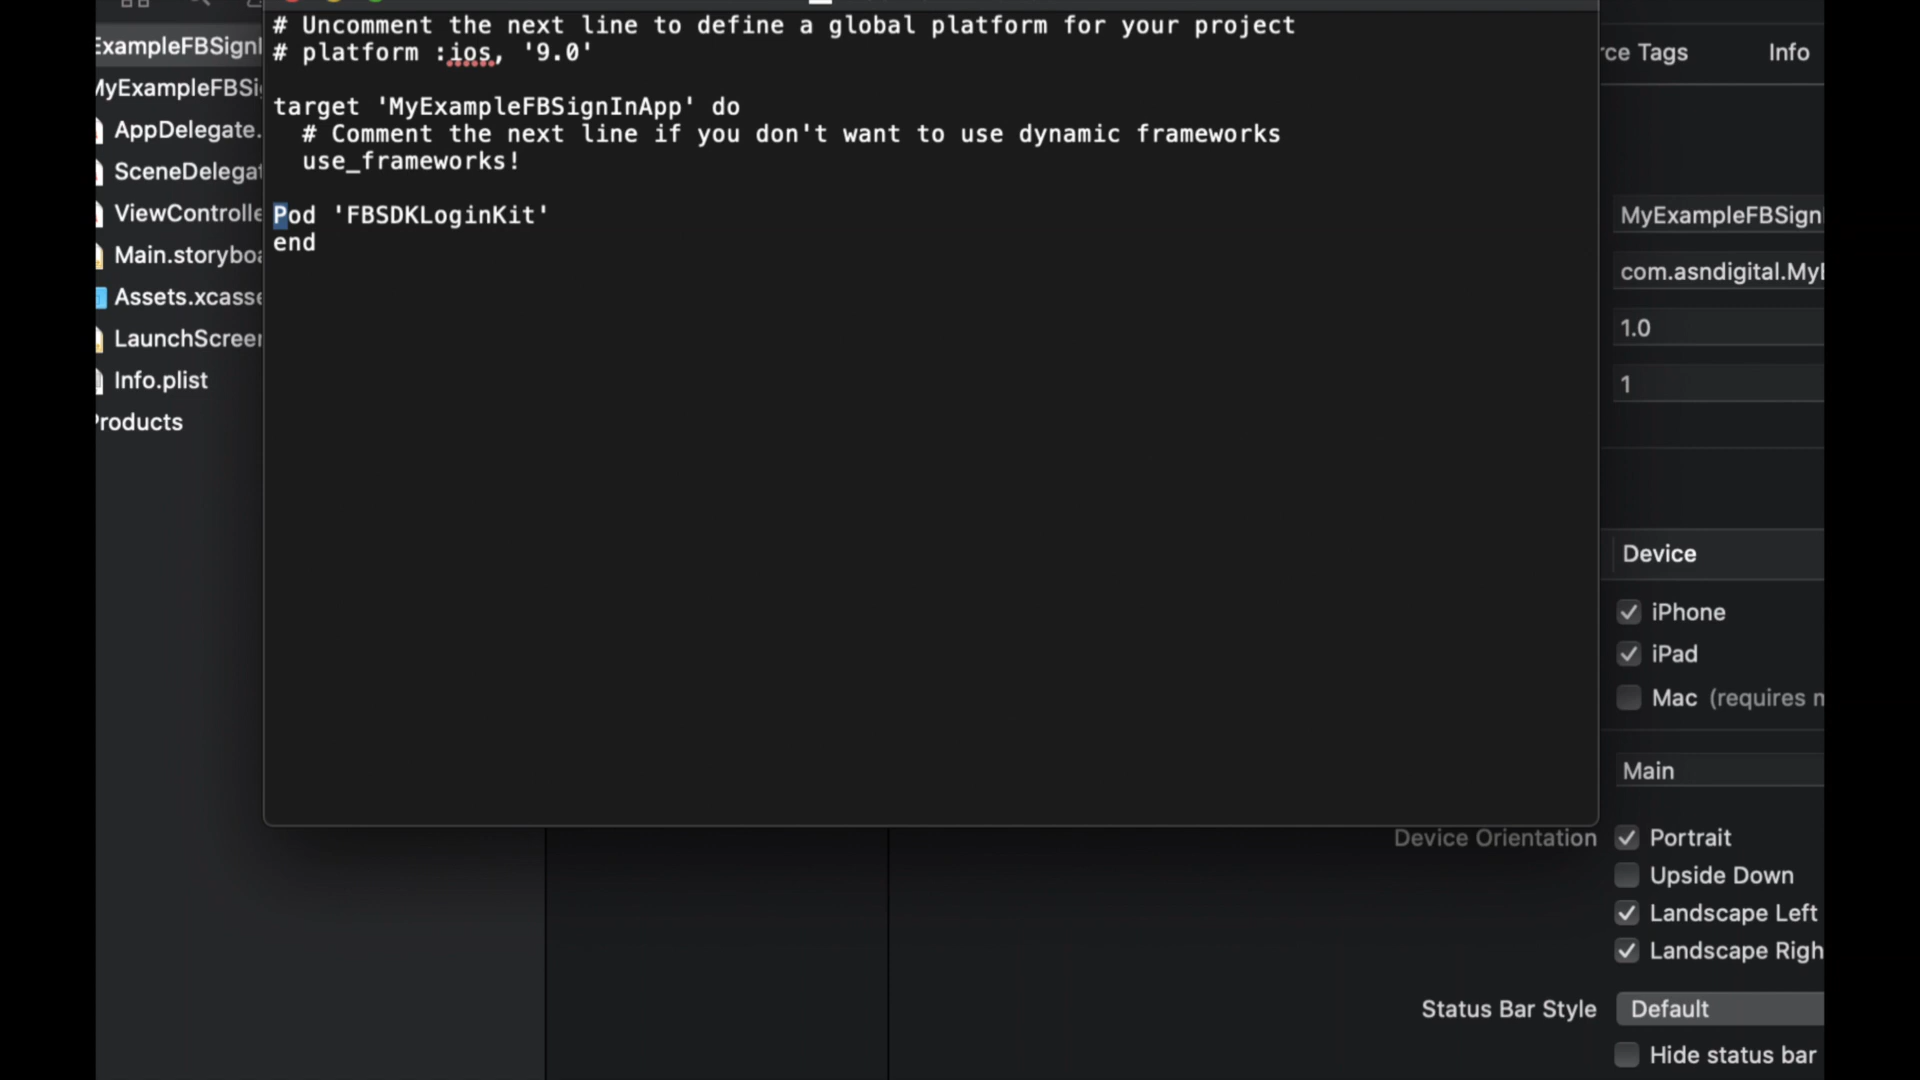 # Uncomment the next line to define a global platform for your project
# platform :ios, '9.0'
target 'MyExampleFBSignInApp' do
# Comment the next line if you don't want to use dynamic frameworks
use_frameworks!
Pod 'FBSDKLoginKit'
end
ExampleFBSignI
MyExampleFBSi
AppDelegate.
SceneDelegat
ViewControlle
Main.storyboa
Assets.xcasse
LaunchScreen
Info.plist
Products
rce Tags
Info
MyExampleFBSignI
com.asndigital.MyE
1.0
1
Device
iPhone
iPad
Mac (requires m
Main
Device Orientation
Portrait
Upside Down
Landscape Left
Landscape Righ
Status Bar Style
Default
Hide status bar